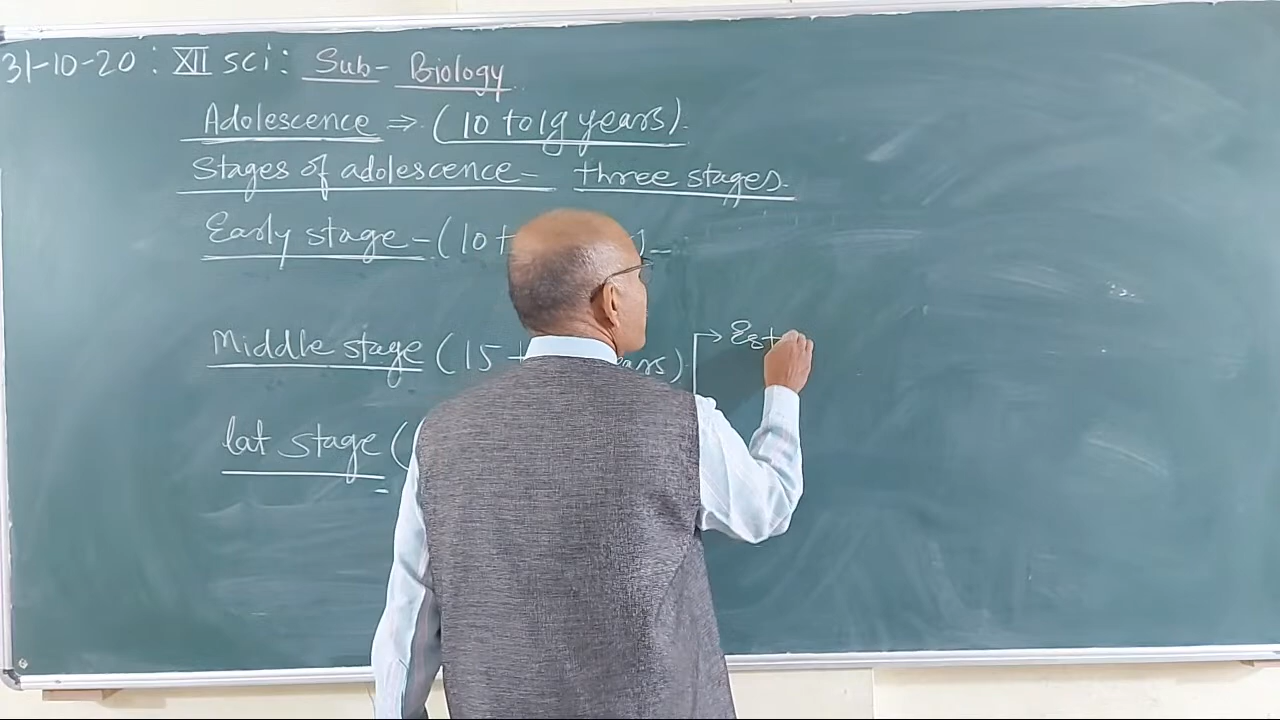 31-10-20 : XII sci : Sub- Biology
Adolescence ⇒ (10 to 19 years).
Stages of adolescence - three stages.
Early stage - (10
Middle stage (15
→ Est
lat stage (